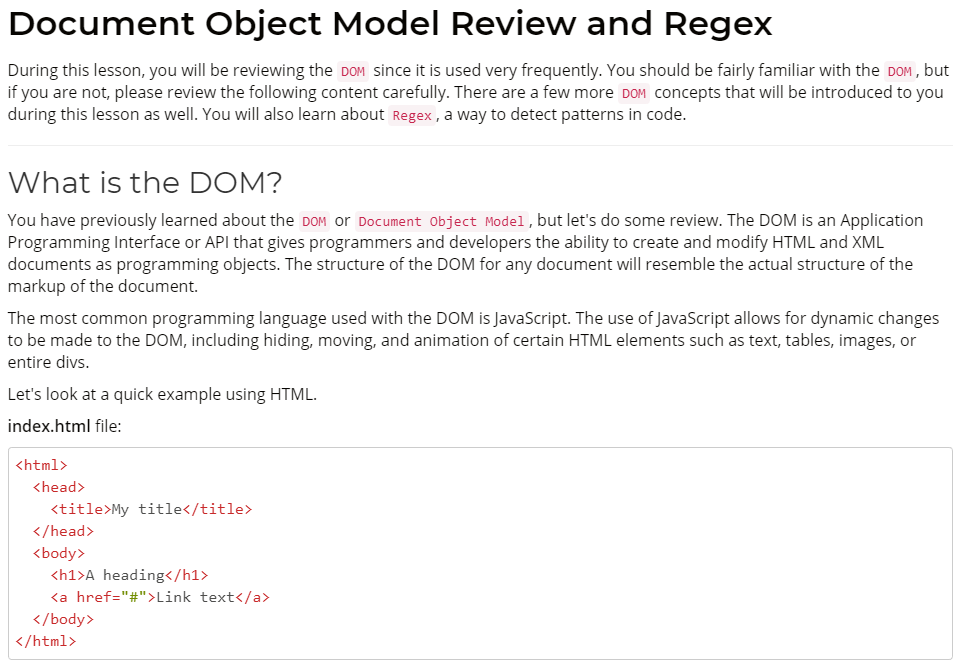 Document Object Model Review and Regex
During this lesson, you will be reviewing the DOM since it is used very frequently. You should be fairly familiar with the DOM, but
if you are not, please review the following content carefully. There are a few more DOM concepts that will be introduced to you
during this lesson as well. You will also learn about Regex, a way to detect patterns in code.
What is the DOM?
You have previously learned about the DOM or Document Object Model, but let's do some review. The DOM is an Application
Programming Interface or API that gives programmers and developers the ability to create and modify HTML and XML
documents as programming objects. The structure of the DOM for any document will resemble the actual structure of the
markup of the document.
The most common programming language used with the DOM is JavaScript. The use of JavaScript allows for dynamic changes
to be made to the DOM, including hiding, moving, and animation of certain HTML elements such as text, tables, images, or
entire divs.
Let's look at a quick example using HTML.
index.html file:
<html>
  <head>
    <title>My title</title>
  </head>
  <body>
    <h1>A heading</h1>
    <a href="#">Link text</a>
  </body>
</html>